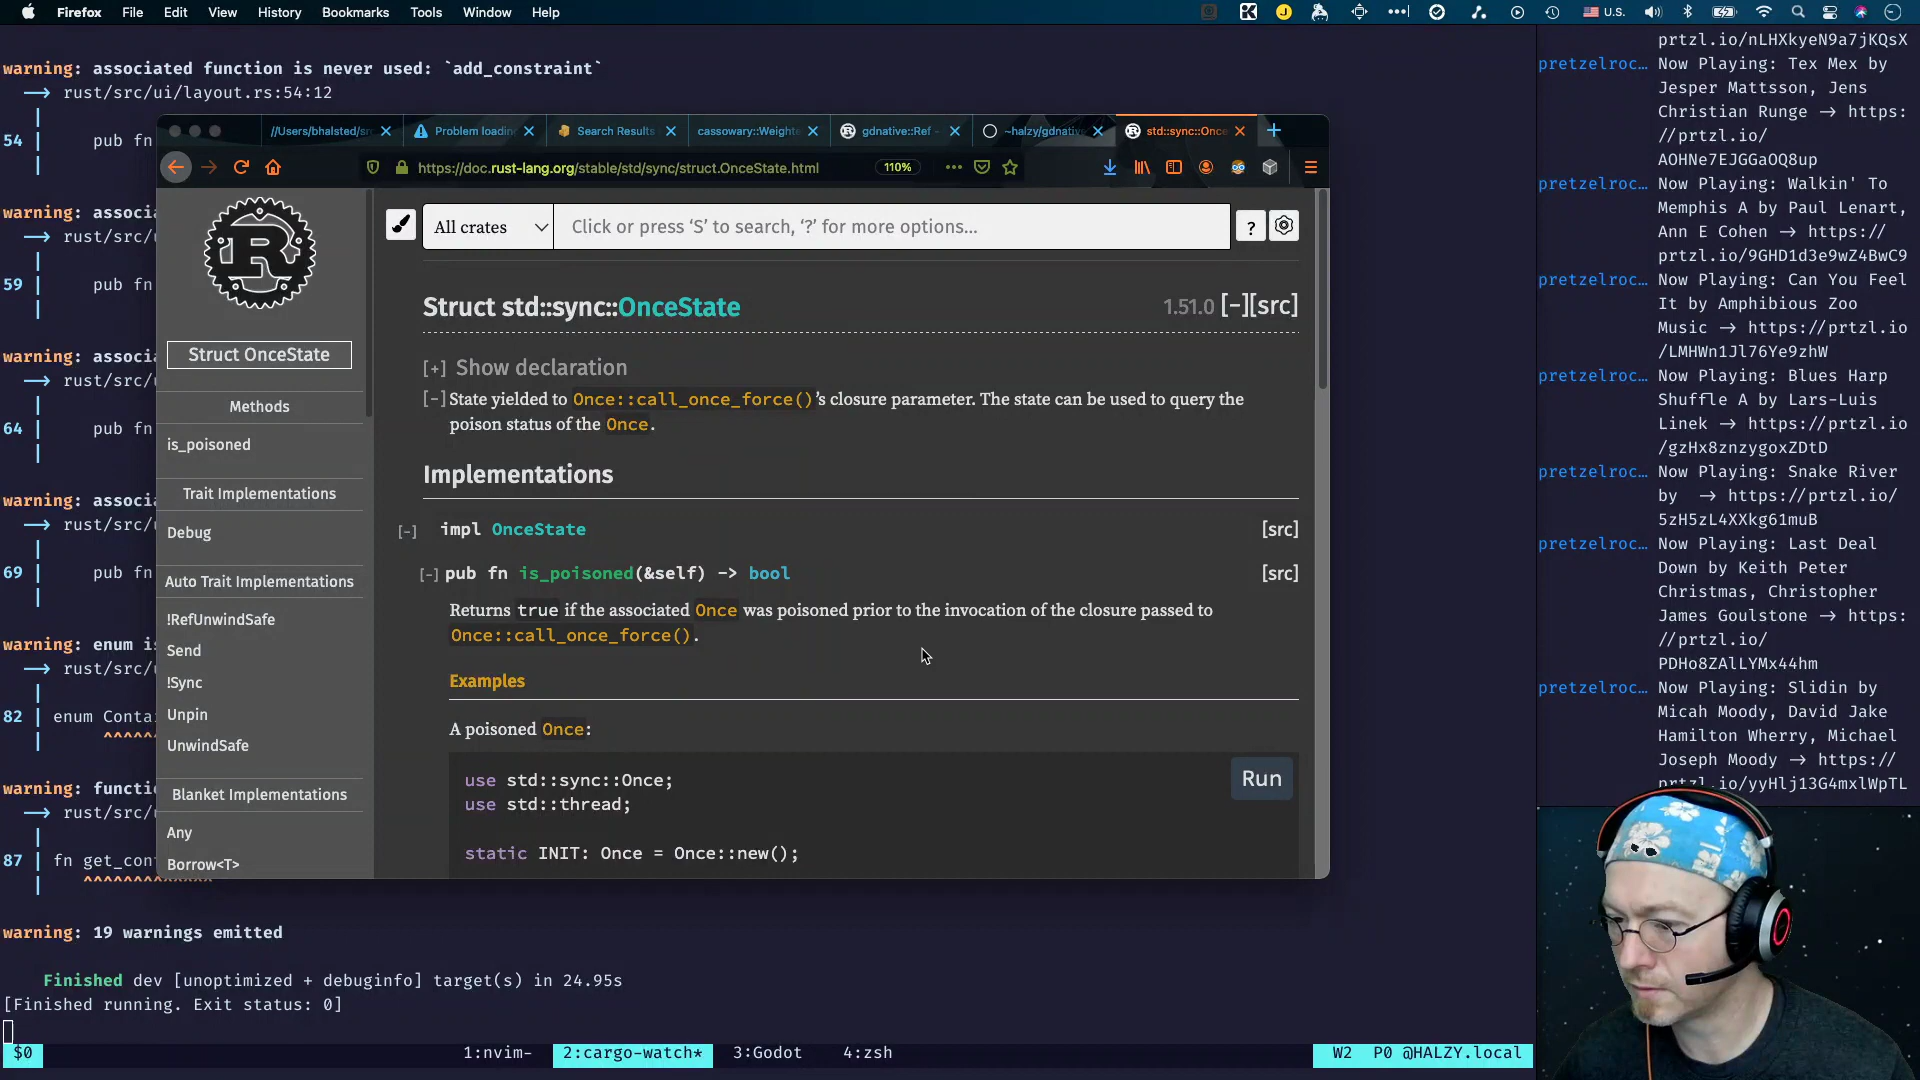 Firefox File Edit View History Bookmarks Tools Window Help U.S.
warning: associated function is never used: `add_constraint`
rust/src/ui/layout.rs:54:12
54 | pub fn
warning: associa
rust/src/u
59 | pub fn
warning: associa
rust/src/u
64 | pub fn
warning: associa
rust/src/u
69 | pub fn
warning: enum is
rust/src/u
82 | enum Conta
^^^^^
warning: functio
rust/src/u
87 | fn get_con
^^^^^^^^^^^^^
warning: 19 warnings emitted
Finished dev [unoptimized + debuginfo] target(s) in 24.95s
[Finished running. Exit status: 0]
$0 1:nvim- 2:cargo-watch* 3:Godot 4:zsh W2 P0 @HALZY.local
//Users/bhalsted/src Problem loadin Search Results cassowary::Weighte gdnative::Ref - ~halzy/gdnative std::sync::Once
https://doc.rust-lang.org/stable/std/sync/struct.OnceState.html 110%
Struct OnceState
Methods
is_poisoned
Trait Implementations
Debug
Auto Trait Implementations
!RefUnwindSafe
Send
!Sync
Unpin
UnwindSafe
Blanket Implementations
Any
Borrow<T>
All crates Click or press ‘S’ to search, ‘?’ for more options… ?
Struct std::sync::OnceState 1.51.0 [-][src]
[+] Show declaration
[-] State yielded to Once::call_once_force()’s closure parameter. The state can be used to query the
poison status of the Once.
Implementations
[-] impl OnceState [src]
[-] pub fn is_poisoned(&self) -> bool [src]
Returns true if the associated Once was poisoned prior to the invocation of the closure passed to
Once::call_once_force().
Examples
A poisoned Once:
use std::sync::Once; Run
use std::thread;
static INIT: Once = Once::new();
prtzl.io/nLHXkyeN9a7jKQsX
pretzelroc… Now Playing: Tex Mex by
Jesper Mattsson, Jens
Christian Runge -> https:
//prtzl.io/
AOHNe7EJGGaOQ8up
pretzelroc… Now Playing: Walkin' To
Memphis A by Paul Lenart,
Ann E Cohen -> https://
prtzl.io/9GHD1d3e9wZ4BwC9
pretzelroc… Now Playing: Can You Feel
It by Amphibious Zoo
Music -> https://prtzl.io
/LMHWn1Jl76Ye9zhW
pretzelroc… Now Playing: Blues Harp
Shuffle A by Lars-Luis
Linek -> https://prtzl.io
/gzHx8znzygoxZDtD
pretzelroc… Now Playing: Snake River
by -> https://prtzl.io/
5zH5zL4XXkg61muB
pretzelroc… Now Playing: Last Deal
Down by Keith Peter
Christmas, Christopher
James Goulstone -> https:
//prtzl.io/
PDHo8ZAlLYMx44hm
pretzelroc… Now Playing: Slidin by
Micah Moody, David Jake
Hamilton Wherry, Michael
Joseph Moody -> https://
prtzl.io/yyHlj13G4mxlWpTL